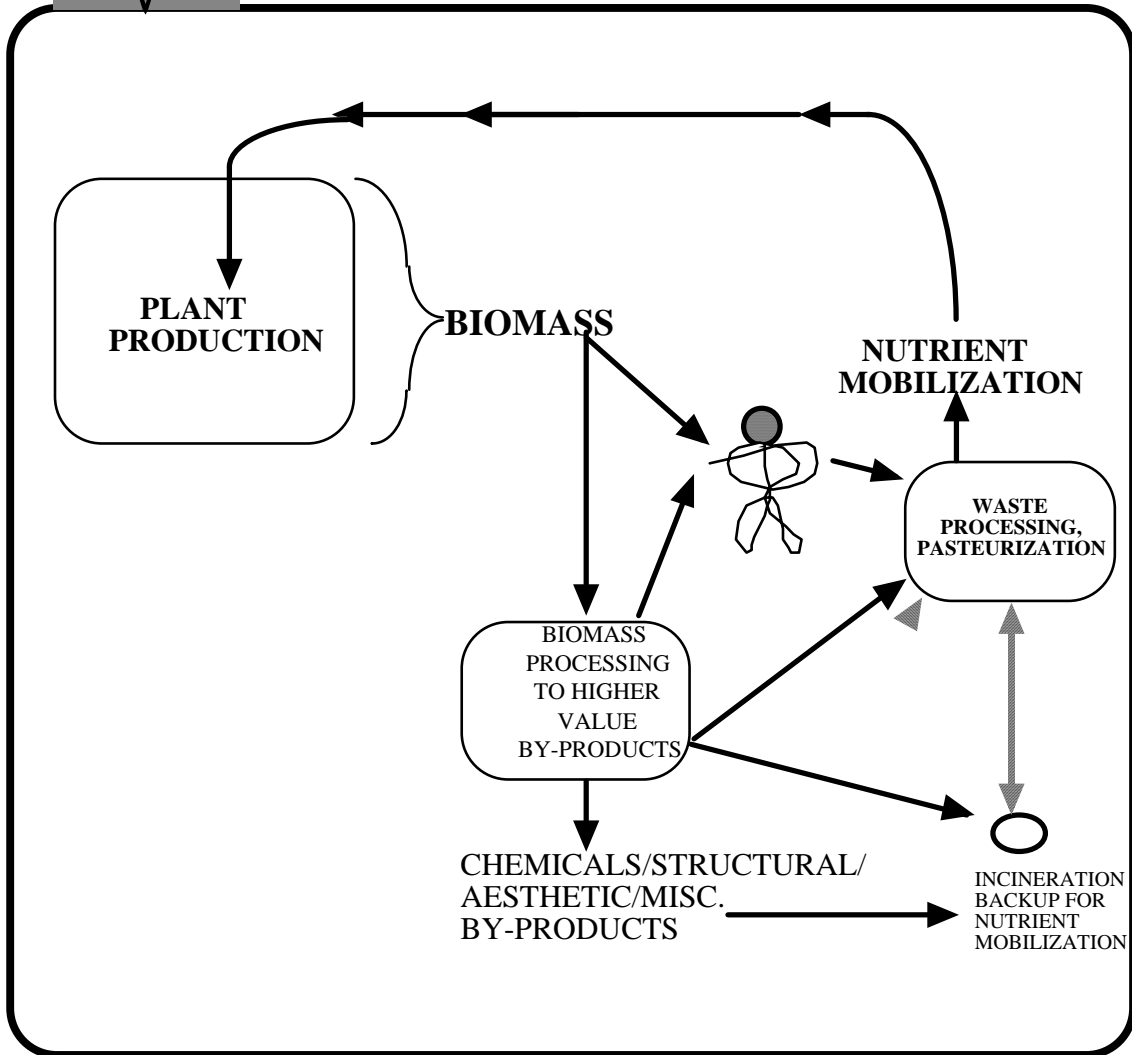 PLANT
PRODUCTION
BIOMASS
NUTRIENT
MOBILIZATION
WASTE
PROCESSING,
PASTEURIZATION
BIOMASS
PROCESSING
TO HIGHER
VALUE
BY-PRODUCTS
CHEMICALS/STRUCTURAL/
AESTHETIC/MISC.
BY-PRODUCTS
INCINERATION
BACKUP FOR
NUTRIENT
MOBILIZATION